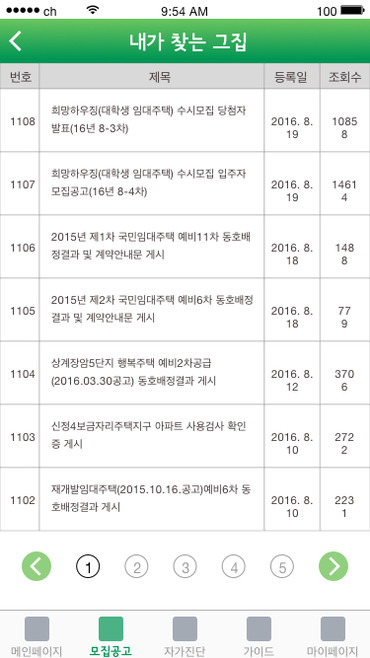 ch 9:54 AM 100
내가 찾는 그집
번호 제목 등록일 조회수
1108 희망하우징(대학생 임대주택) 수시모집 당첨자
발표(16년 8-3차) 2016. 8.
19 1085
8
1107 희망하우징(대학생 임대주택) 수시모집 입주자
모집공고(16년 8-4차) 2016. 8.
19 1461
4
1106 2015년 제1차 국민임대주택 예비11차 동호배
정결과 및 계약안내문 게시 2016. 8.
18 148
8
1105 2015년 제2차 국민임대주택 예비6차 동호배정
결과 및 계약안내문 게시 2016. 8.
18 77
9
1104 상계장암5단지 행복주택 예비2차공급
(2016.03.30공고) 동호배정결과 게시 2016. 8.
12 370
6
1103 신정4보금자리주택지구 아파트 사용검사 확인
증 게시 2016. 8.
10 272
2
1102 재개발임대주택(2015.10.16.공고)예비6차 동
호배정결과 게시 2016. 8.
10 223
1
1 2 3 4 5
메인페이지 모집공고 자가진단 가이드 마이페이지